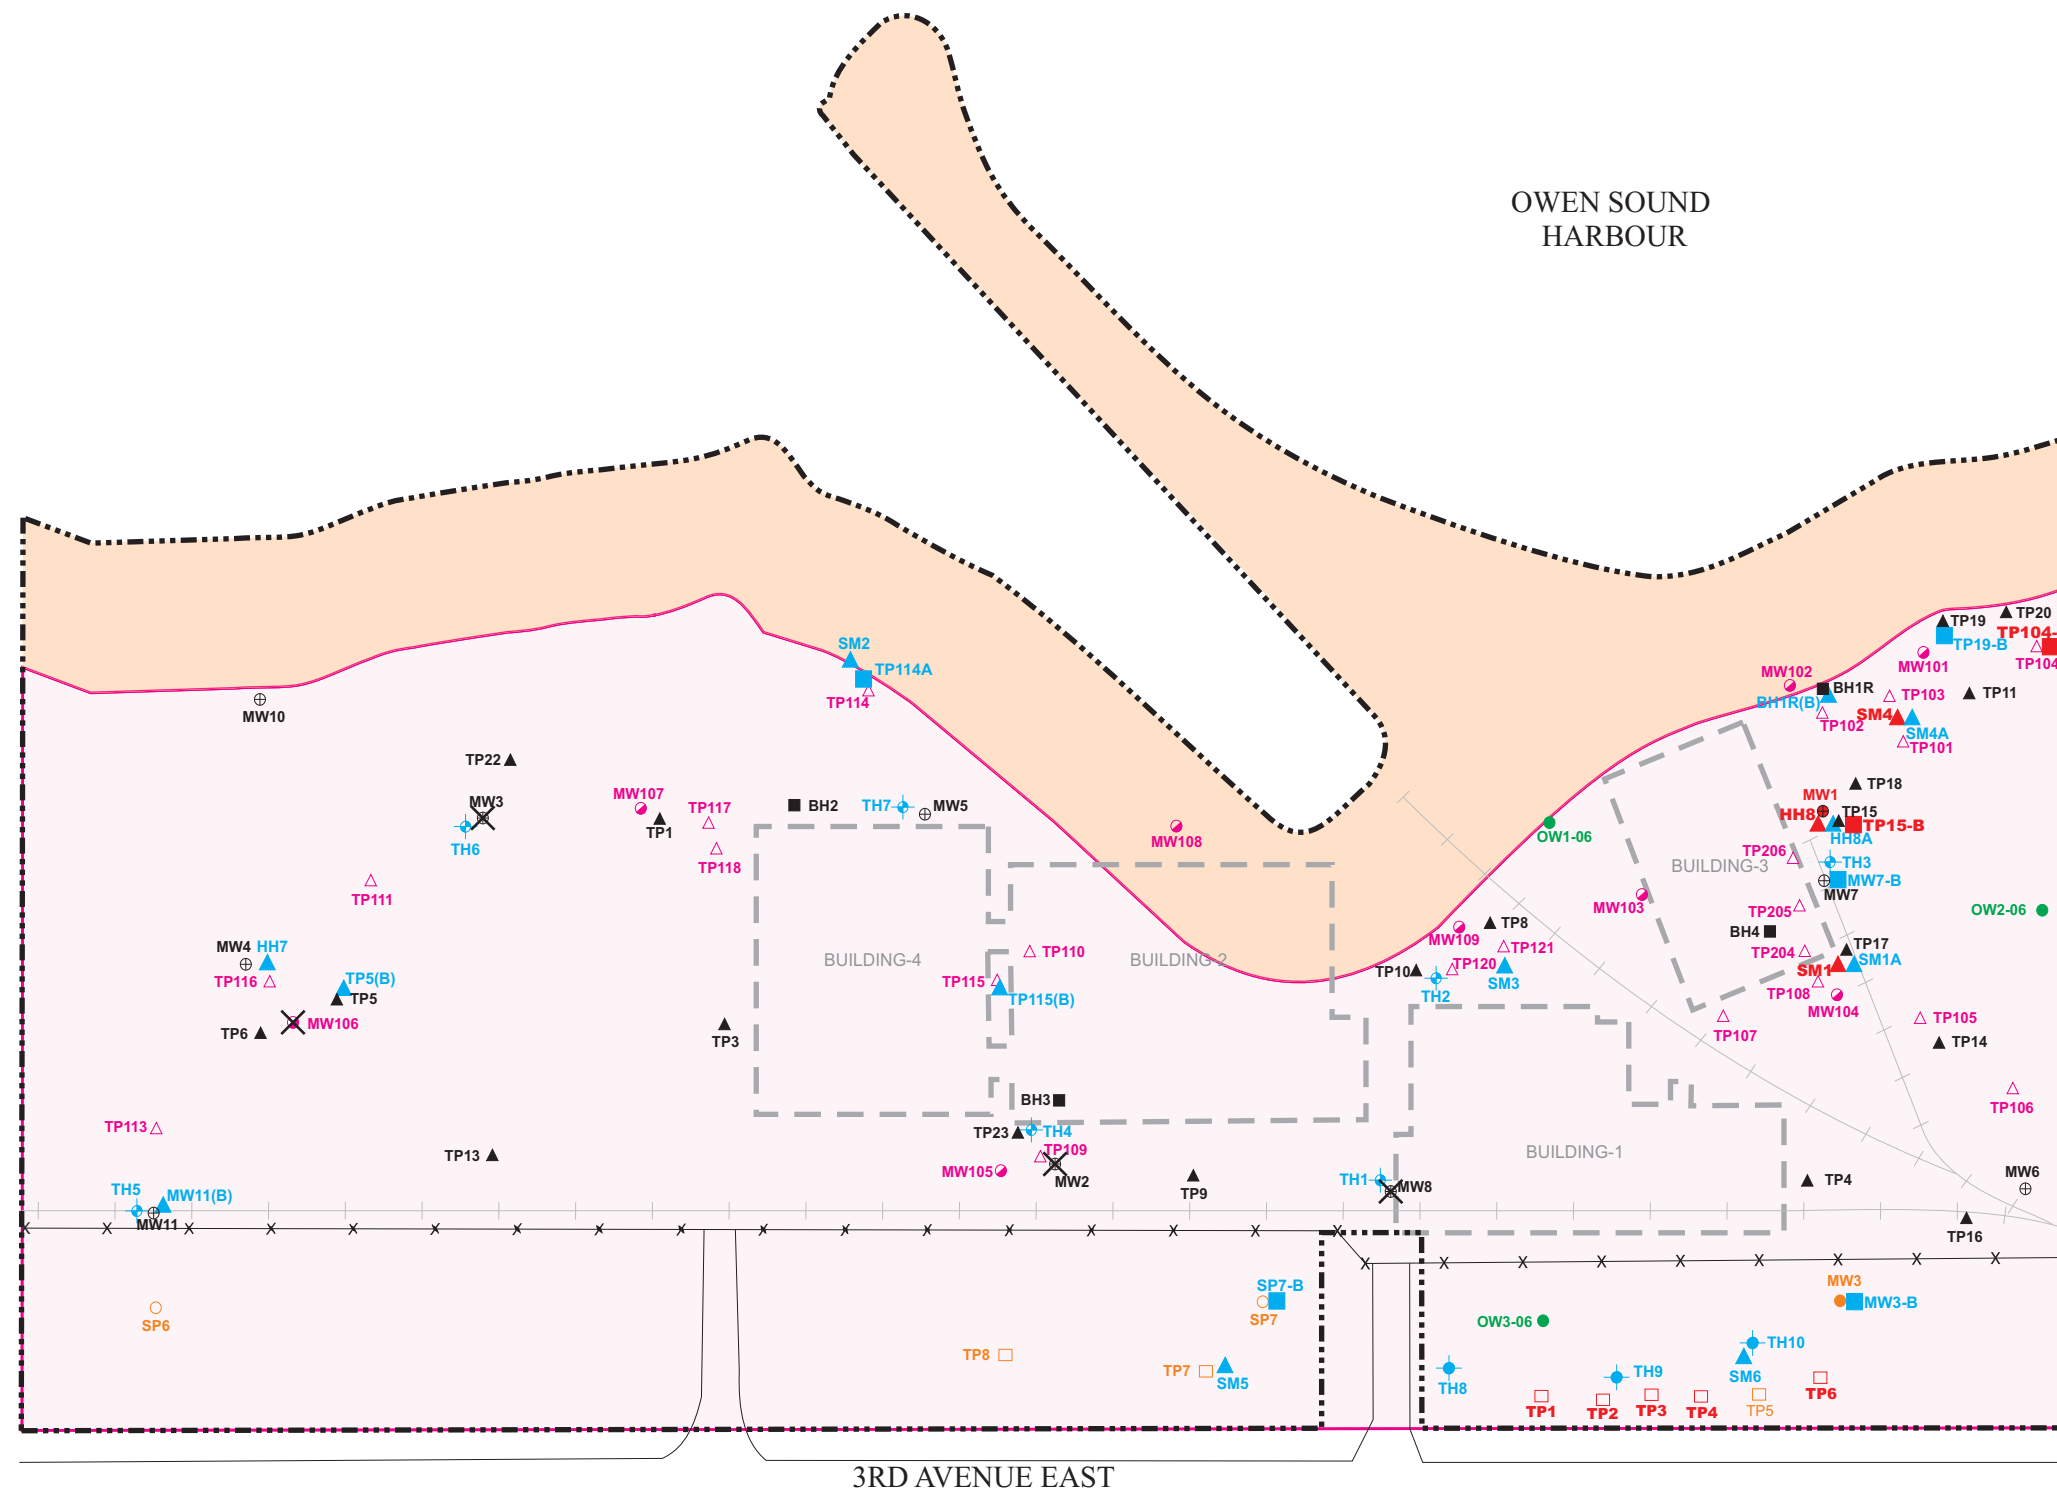 OWEN SOUND
HARBOUR
TP20
TP19
TP104-
TP19-B
MW101
TP104
SM2
TP114A
TP114
MW102
BH1R
BH1R(B)
TP103
TP11
TP102
SM4
SM4A
TP101
MW10
TP22
TP18
MW3
MW107
TP117
BH2
TH7
MW5
MW1
HH8
TP15
TP15-B
TP1
MW108
OW1-06
HH8A
TH6
TP118
TP206
TH3
BUILDING-3
MW7-B
TP111
MW7
MW103
TP205
OW2-06
TP8
BH4
MW109
MW4
HH7
TP121
TP204
TP17
TP110
BUILDING-4
BUILDING-2
SM1
SM1A
TP10
TP120
TP116
TP5(B)
TP115
SM3
TH2
TP115(B)
TP5
TP108
MW104
MW106
TP6
TP3
TP107
TP105
TP14
BH3
TP106
TP113
TP23
TH4
TP109
TP13
BUILDING-1
MW105
MW2
TP9
TH1
MW8
TP4
MW6
TH5
MW11(B)
MW11
TP16
SP7-B
MW3
MW3-B
SP6
SP7
OW3-06
TH10
TP8
TP7
SM5
TH8
TH9
SM6
TP6
TP1
TP2
TP3
TP4
TP5
3RD AVENUE EAST